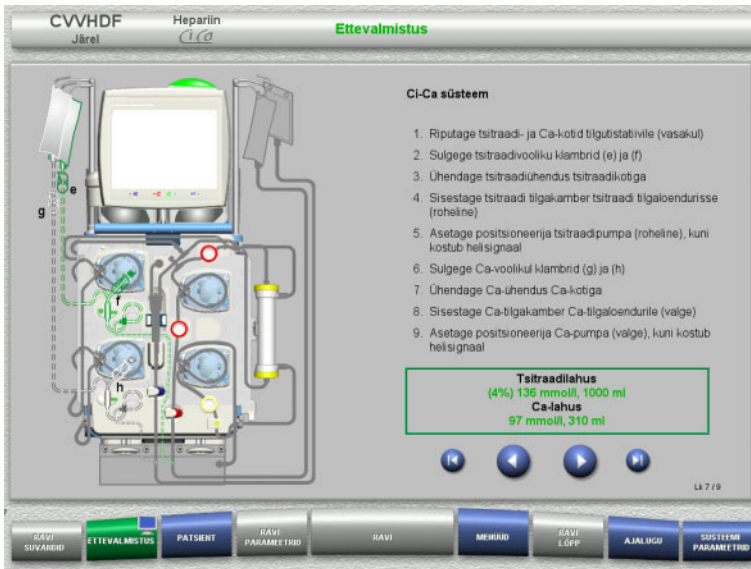 CVVHDF
Järel
Hepariin
CiCa
Ettevalmistus
Ci-Ca süsteem
1. Riputage tsitraadi- ja Ca-kotid tilgutistatiivile (vasakul)
2. Sulgege tsitraadivooliku klambrid (e) ja (f)
3. Ühendage tsitraadiühendus tsitraadikotiga
4. Sisestage tsitraadi tilgakamber tsitraadi tilgaloendurisse
(roheline)
5. Asetage positsioneerija tsitraadipumpa (roheline), kuni
kostub helisignaal
6. Sulgege Ca-voolikul klambrid (g) ja (h)
7. Ühendage Ca-ühendus Ca-kotiga
8. Sisestage Ca-tilgakamber Ca-tilgaloendurile (valge)
9. Asetage positsioneerija Ca-pumpa (valge), kuni kostub
helisignaal
e
g
f
h
Tsitraadilahus
(4%) 136 mmol/l, 1000 ml
Ca-lahus
97 mmol/l, 310 ml
Lk 7 / 9
RAVI
SUVANDID
ETTEVALMISTUS
PATSIENT
RAVI
PARAMEETRID
RAVI
MENÜÜD
RAVI
LÕPP
AJALUGU
SÜSTEEMI
PARAMEETRID